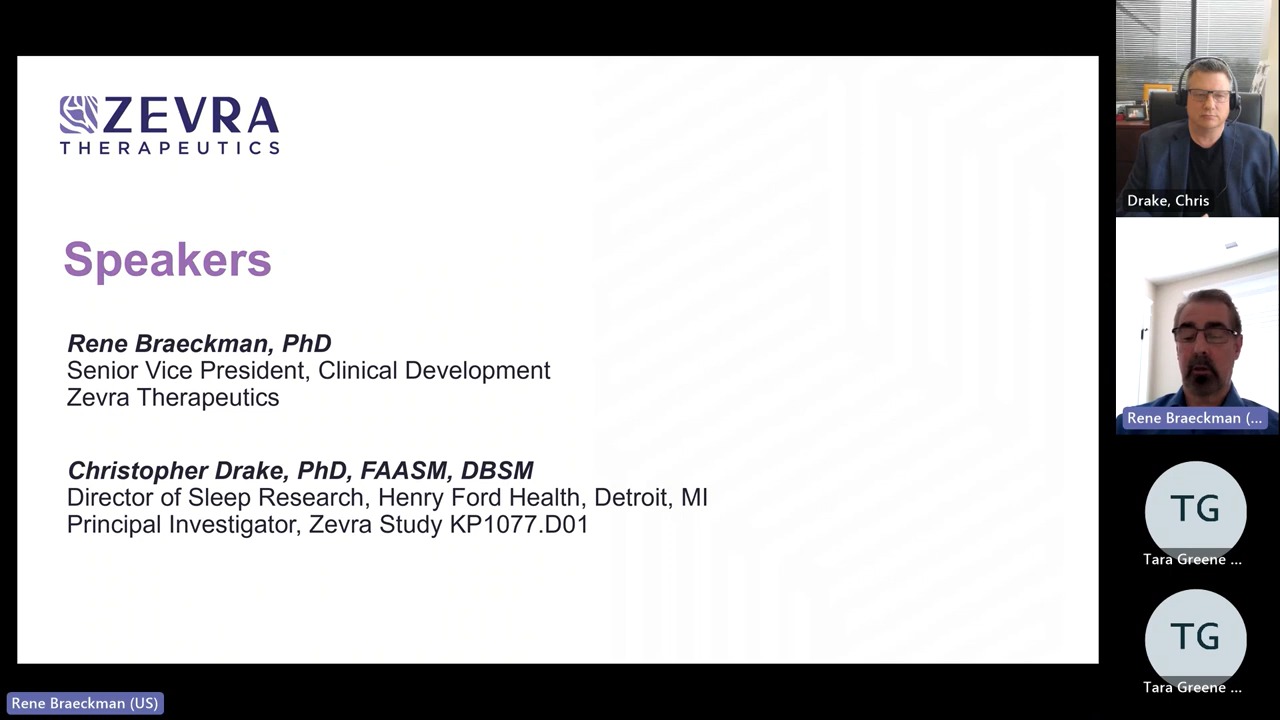 ZEVRA
THERAPEUTICS
Speakers
Rene Braeckman, PhD
Senior Vice President, Clinical Development
Zevra Therapeutics
Christopher Drake, PhD, FAASM, DBSM
Director of Sleep Research, Henry Ford Health, Detroit, MI
Principal Investigator, Zevra Study KP1077.D01
Drake, Chris
Rene Braeckman (...
TG
Tara Greene ...
TG
Tara Greene ...
Rene Braeckman (US)